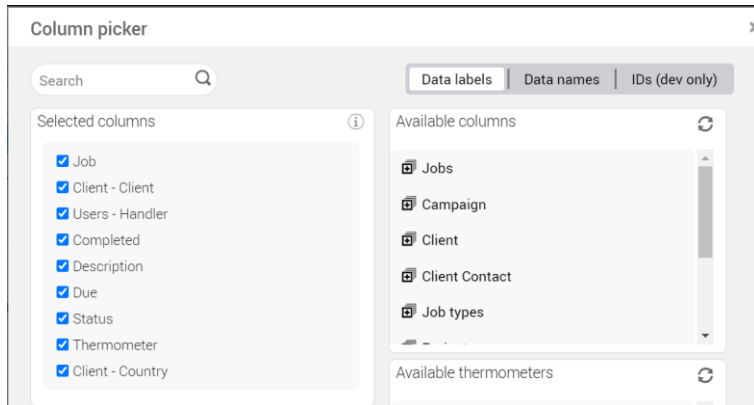 Column picker
Search
Data labels
Data names
IDs (dev only)
Selected columns
Job
Client - Client
Users - Handler
Completed
Description
Due
Status
Thermometer
Client - Country
Available columns
Jobs
Campaign
Client
Client Contact
Job types
Available thermometers